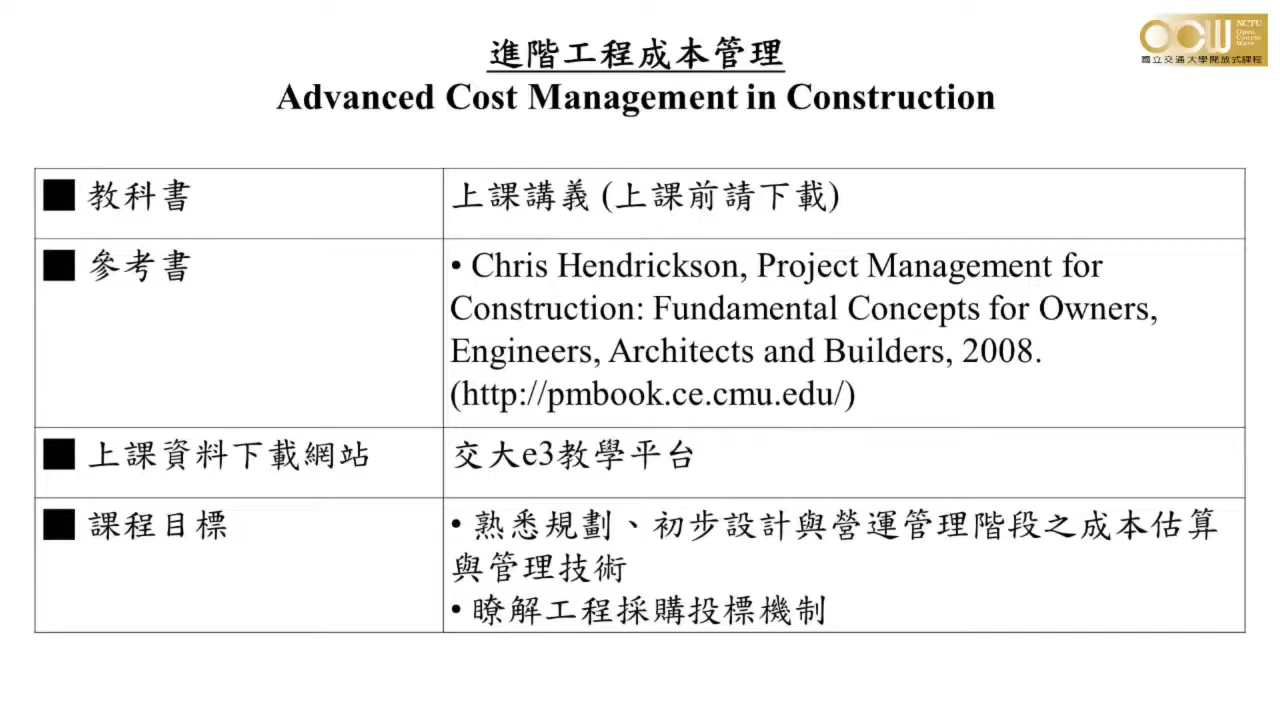 進階工程成本管理
Advanced Cost Management in Construction
OCW
NCTU
Open
Course
Ware
國立交通大學開放式課程
■ 教科書
上課講義 (上課前請下載)
■ 參考書
• Chris Hendrickson, Project Management for
Construction: Fundamental Concepts for Owners,
Engineers, Architects and Builders, 2008.
(http://pmbook.ce.cmu.edu/)
■ 上課資料下載網站
交大e3教學平台
■ 課程目標
• 熟悉規劃、初步設計與營運管理階段之成本估算
與管理技術
• 瞭解工程採購投標機制